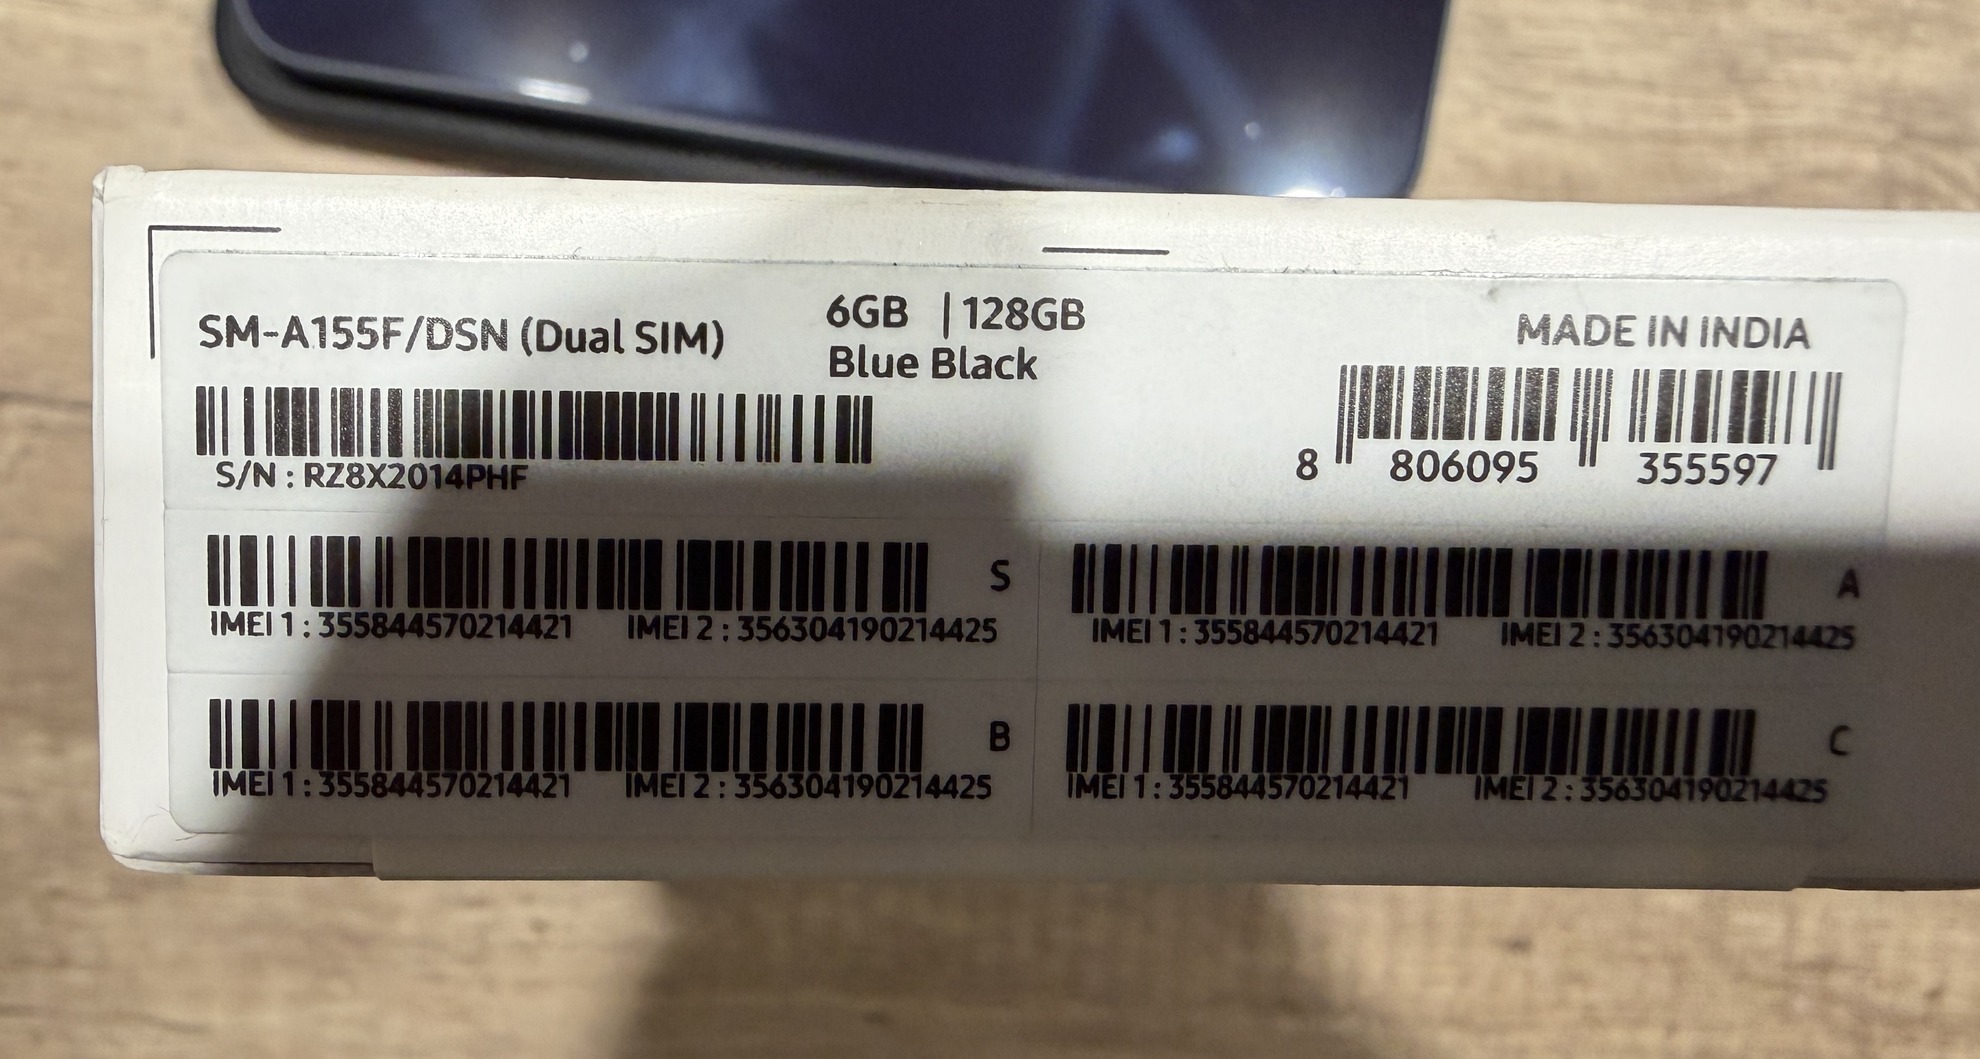 SM-A155F/DSN (Dual SIM)
6GB | 128GB
Blue Black
MADE IN INDIA
S/N : RZ8X2014PHF
8 806095 355597
IMEI 1 : 355844570214421 IMEI 2 : 356304190214425 S
IMEI 1 : 355844570214421 IMEI 2 : 356304190214425 A
IMEI 1 : 355844570214421 IMEI 2 : 356304190214425 B
IMEI 1 : 355844570214421 IMEI 2 : 356304190214425 C